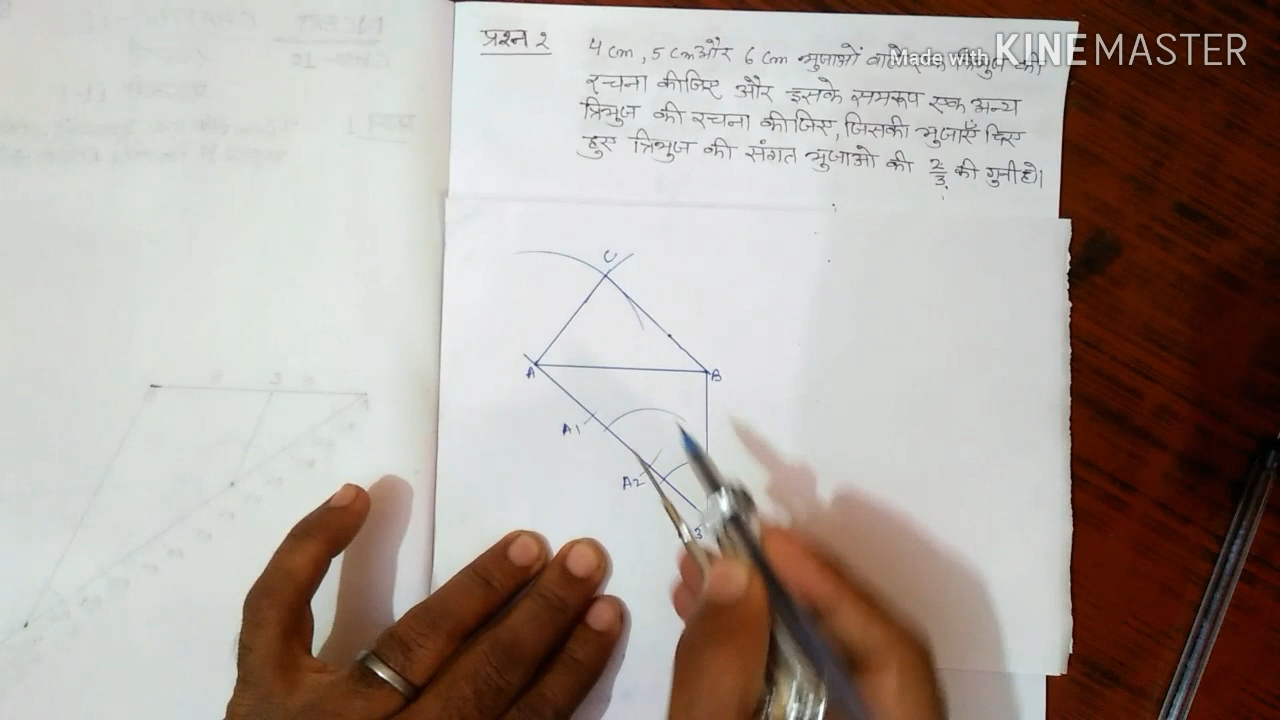 प्रश्न २
4 cm, 5 cm और 6 cm भुजाओं वाले त्रिभुज की
Made with KINEMASTER
रचना कीजिए और इसके समरूप एक अन्य
त्रिभुज की रचना कीजिए, जिसकी भुजाएँ दिए
हुए त्रिभुज की संगत भुजाओ की 2/3 की गुनी हो।
C
A
B
A1
A2
3